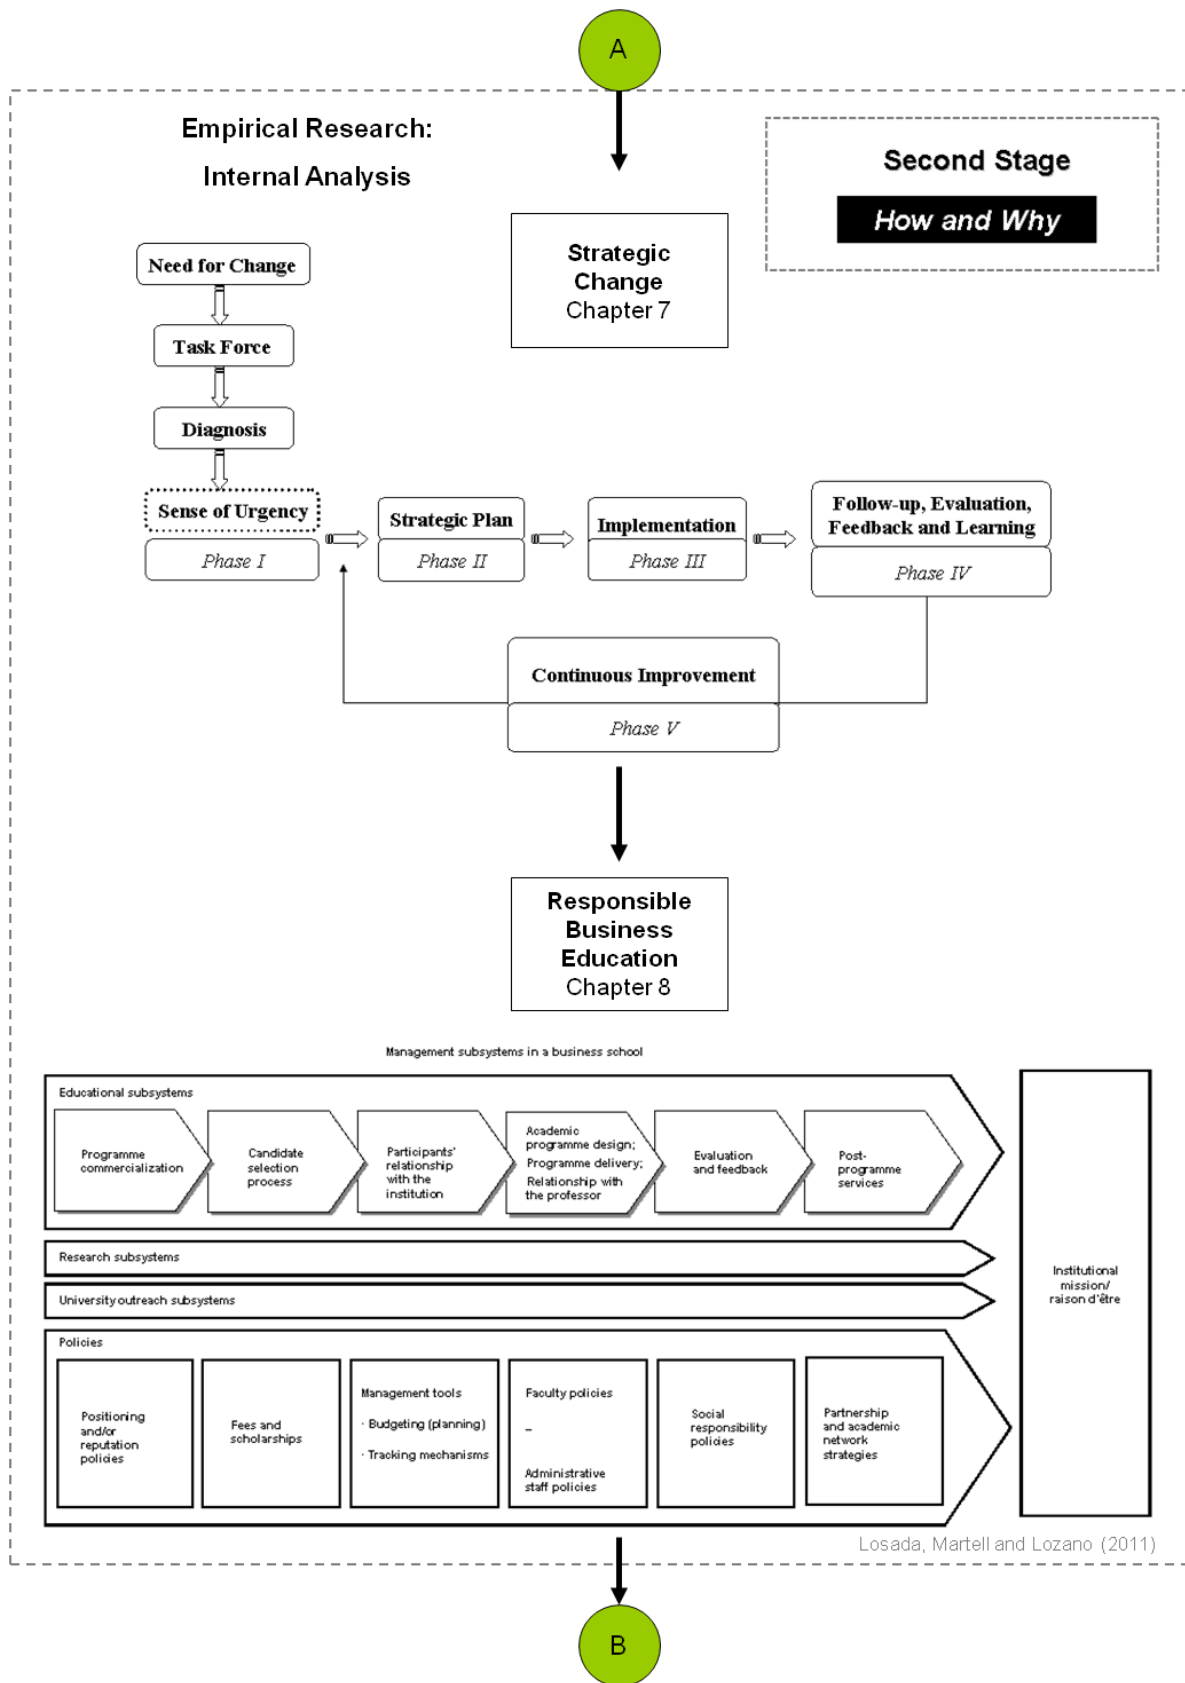 A
Empirical Research:
Internal Analysis
Second Stage
How and Why
Strategic
Change
Chapter 7
Need for Change
Task Force
Diagnosis
Sense of Urgency
Phase I
Strategic Plan
Phase II
Implementation
Phase III
Follow-up, Evaluation,
Feedback and Learning
Phase IV
Continuous Improvement
Phase V
Responsible
Business
Education
Chapter 8
Management subsystems in a business school
Educational subsystems
Programme
commercialization
Candidate
selection
process
Participants'
relationship
with the
institution
Academic
programme design;
Programme delivery;
Relationship with
the professor
Evaluation
and feedback
Post-
programme
services
Research subsystems
University outreach subsystems
Institutional
mission/
raison d'être
Policies
Positioning
and/or
reputation
policies
Fees and
scholarships
Management tools
· Budgeting (planning)
· Tracking mechanisms
Faculty policies
–
Administrative
staff policies
Social
responsibility
policies
Partnership
and academic
network
strategies
Losada, Martell and Lozano (2011)
B